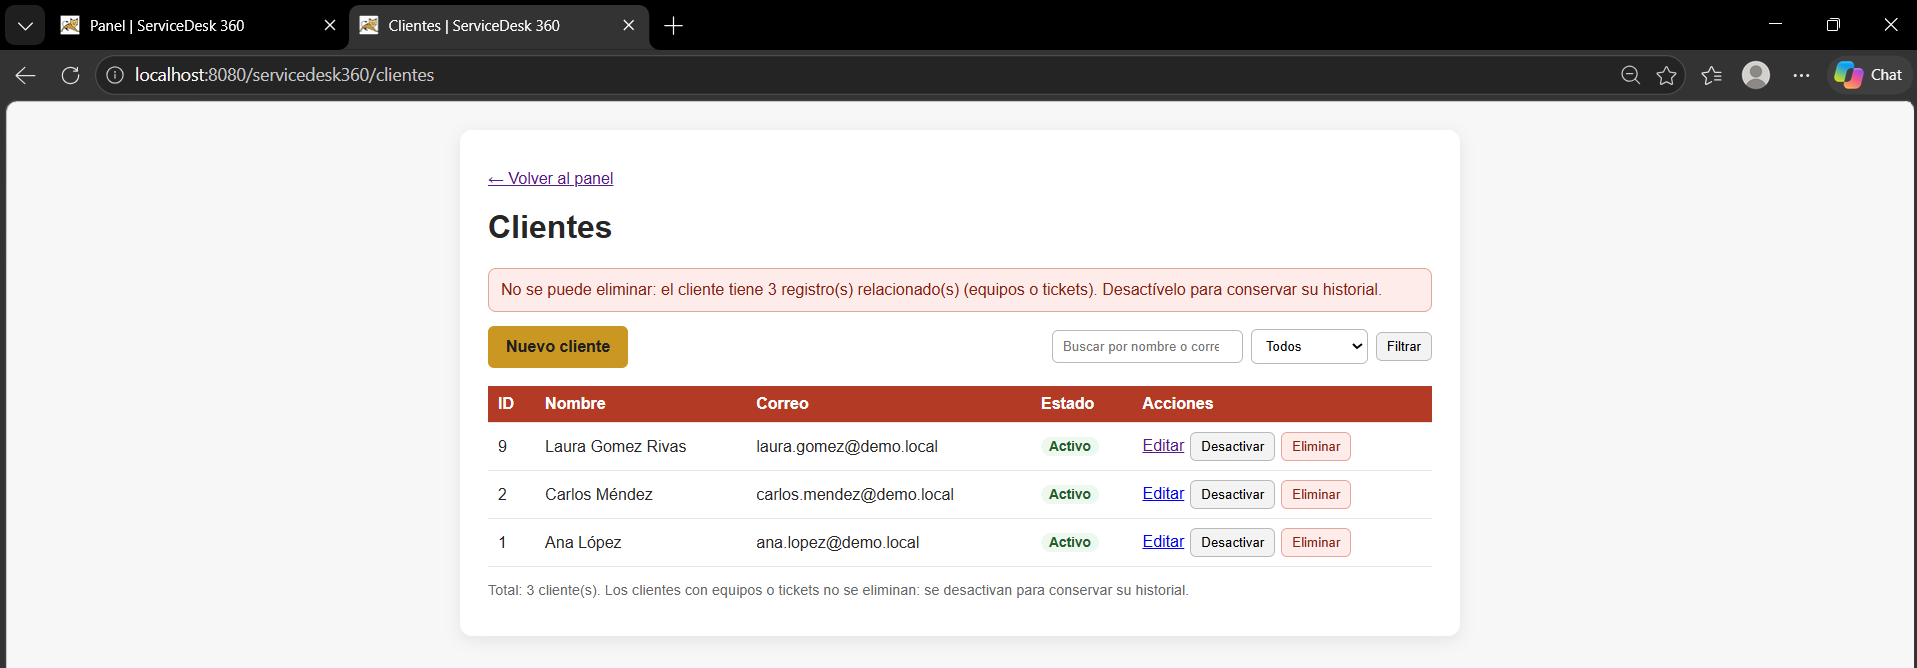 Panel | ServiceDesk 360
Clientes | ServiceDesk 360
localhost:8080/servicedesk360/clientes
Chat
← Volver al panel
Clientes
No se puede eliminar: el cliente tiene 3 registro(s) relacionado(s) (equipos o tickets). Desactívelo para conservar su historial.
Nuevo cliente
Buscar por nombre o corre
Todos
Filtrar
ID Nombre Correo Estado Acciones
9 Laura Gomez Rivas laura.gomez@demo.local Activo Editar Desactivar Eliminar
2 Carlos Méndez carlos.mendez@demo.local Activo Editar Desactivar Eliminar
1 Ana López ana.lopez@demo.local Activo Editar Desactivar Eliminar
Total: 3 cliente(s). Los clientes con equipos o tickets no se eliminan: se desactivan para conservar su historial.